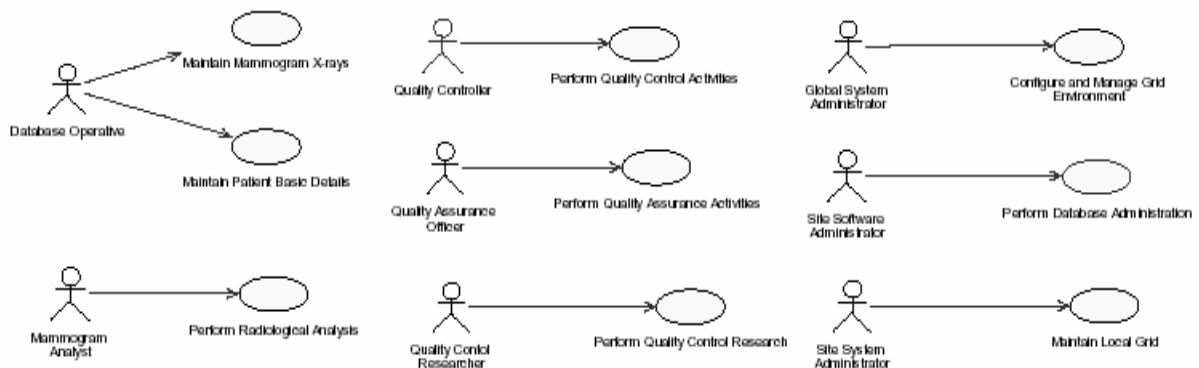 Maintain Mammogram X-rays
Database Operative
Maintain Patient Basic Details
Mammogram
Analyst
Perform Radiological Analysis
Quality Controller
Perform Quality Control Activities
Quality Assurance
Officer
Perform Quality Assurance Activities
Quality Contol
Researcher
Perform Quality Control Research
Global System
Administrator
Configure and Manage Grid
Environment
Site Software
Administrator
Perform Database Administration
Site System
Administrator
Maintain Local Grid